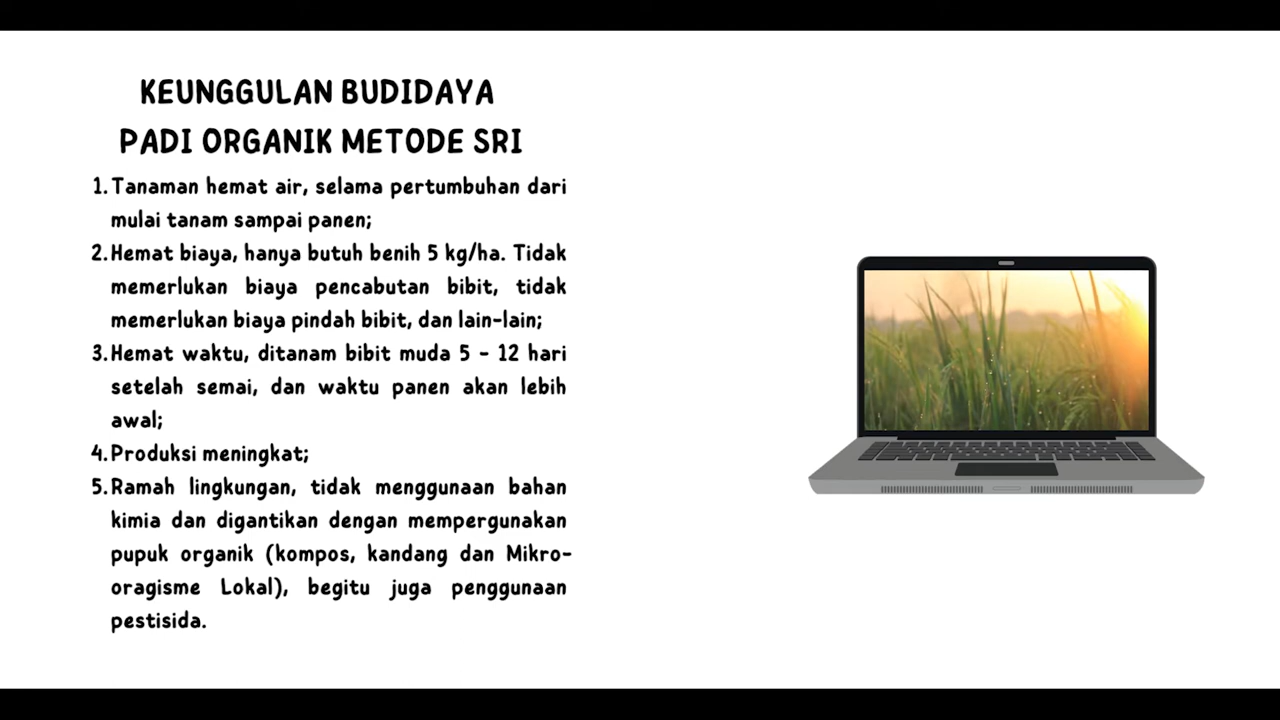 KEUNGGULAN BUDIDAYA
PADI ORGANIK METODE SRI
1. Tanaman hemat air, selama pertumbuhan dari
mulai tanam sampai panen;
2. Hemat biaya, hanya butuh benih 5 kg/ha. Tidak
memerlukan biaya pencabutan bibit, tidak
memerlukan biaya pindah bibit, dan lain-lain;
3. Hemat waktu, ditanam bibit muda 5 - 12 hari
setelah semai, dan waktu panen akan lebih
awal;
4. Produksi meningkat;
5. Ramah lingkungan, tidak menggunaan bahan
kimia dan digantikan dengan mempergunakan
pupuk organik (kompos, kandang dan Mikro-
oragisme Lokal), begitu juga penggunaan
pestisida.